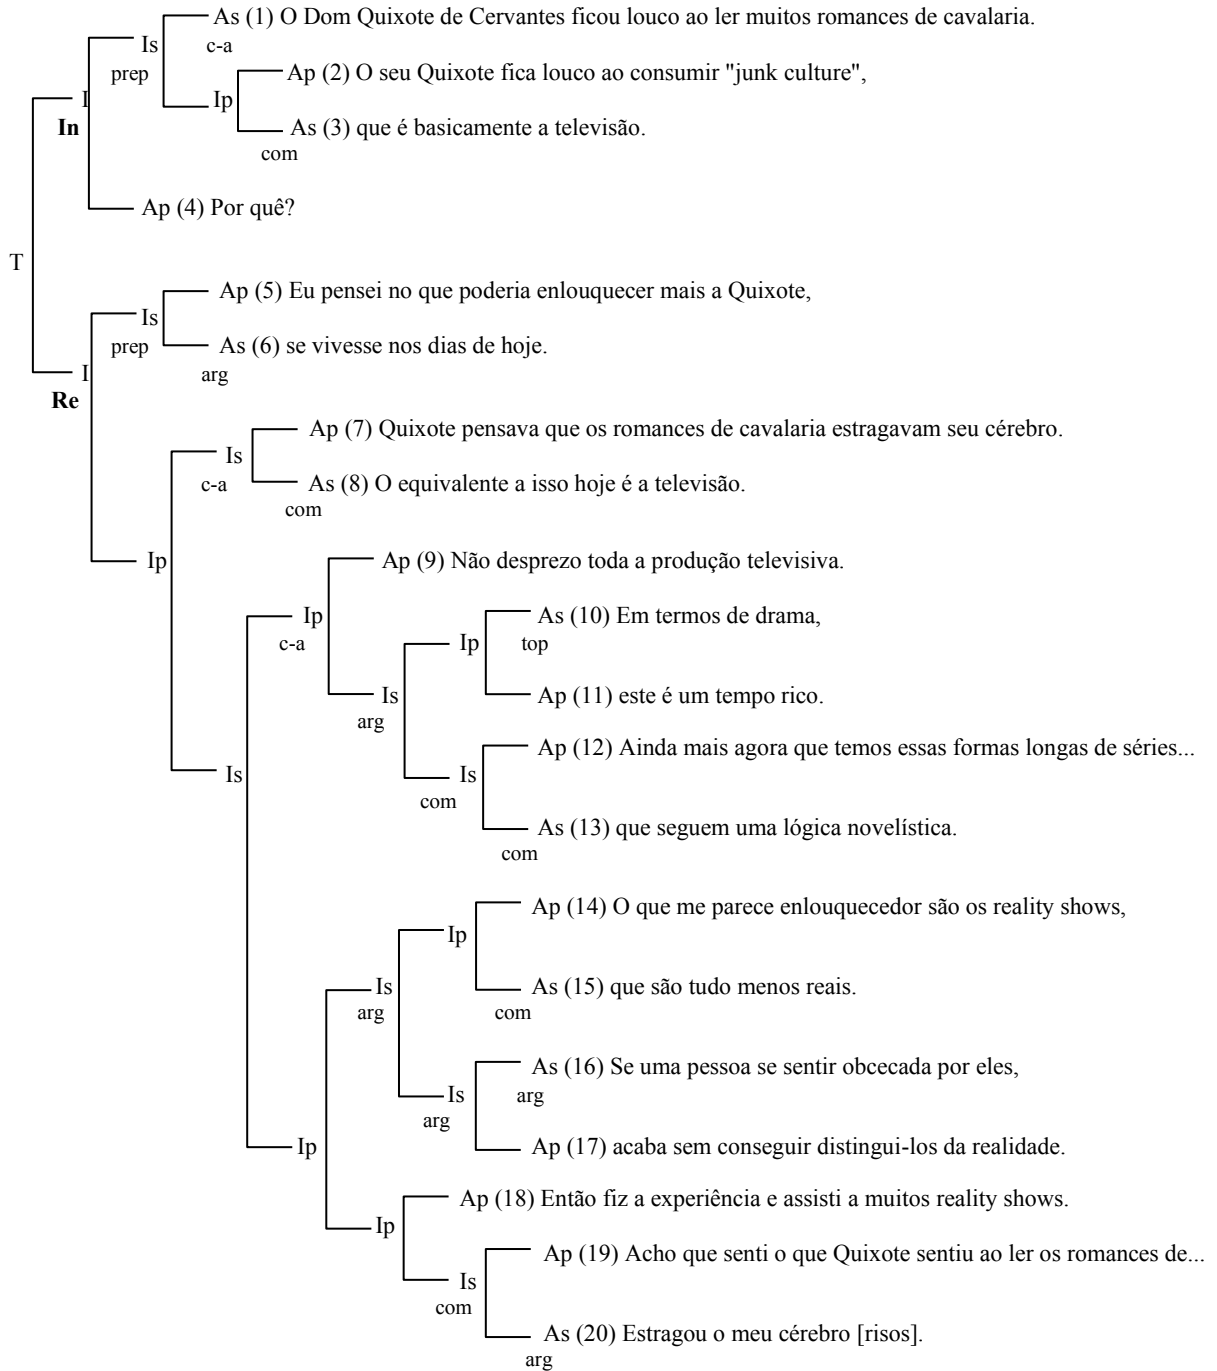 As (1) O Dom Quixote de Cervantes ficou louco ao ler muitos romances de cavalaria.
Is c-a
prep
Ap (2) O seu Quixote fica louco ao consumir "junk culture",
Ip
I
In
As (3) que é basicamente a televisão.
com
Ap (4) Por quê?
T
Ap (5) Eu pensei no que poderia enlouquecer mais a Quixote,
Is
prep
As (6) se vivesse nos dias de hoje.
arg
I
Re
Ap (7) Quixote pensava que os romances de cavalaria estragavam seu cérebro.
Is
c-a
As (8) O equivalente a isso hoje é a televisão.
com
Ip
Ap (9) Não desprezo toda a produção televisiva.
Ip
c-a
As (10) Em termos de drama,
top
Ip
Is
arg
Ap (11) este é um tempo rico.
Ap (12) Ainda mais agora que temos essas formas longas de séries...
Is
Is
com
As (13) que seguem uma lógica novelística.
com
Ap (14) O que me parece enlouquecedor são os reality shows,
Ip
Is
arg
As (15) que são tudo menos reais.
com
As (16) Se uma pessoa se sentir obcecada por eles,
arg
Is
arg
Ip
Ap (17) acaba sem conseguir distingui-los da realidade.
Ap (18) Então fiz a experiência e assisti a muitos reality shows.
Ip
Ap (19) Acho que senti o que Quixote sentiu ao ler os romances de...
Is
com
As (20) Estragou o meu cérebro [risos].
arg